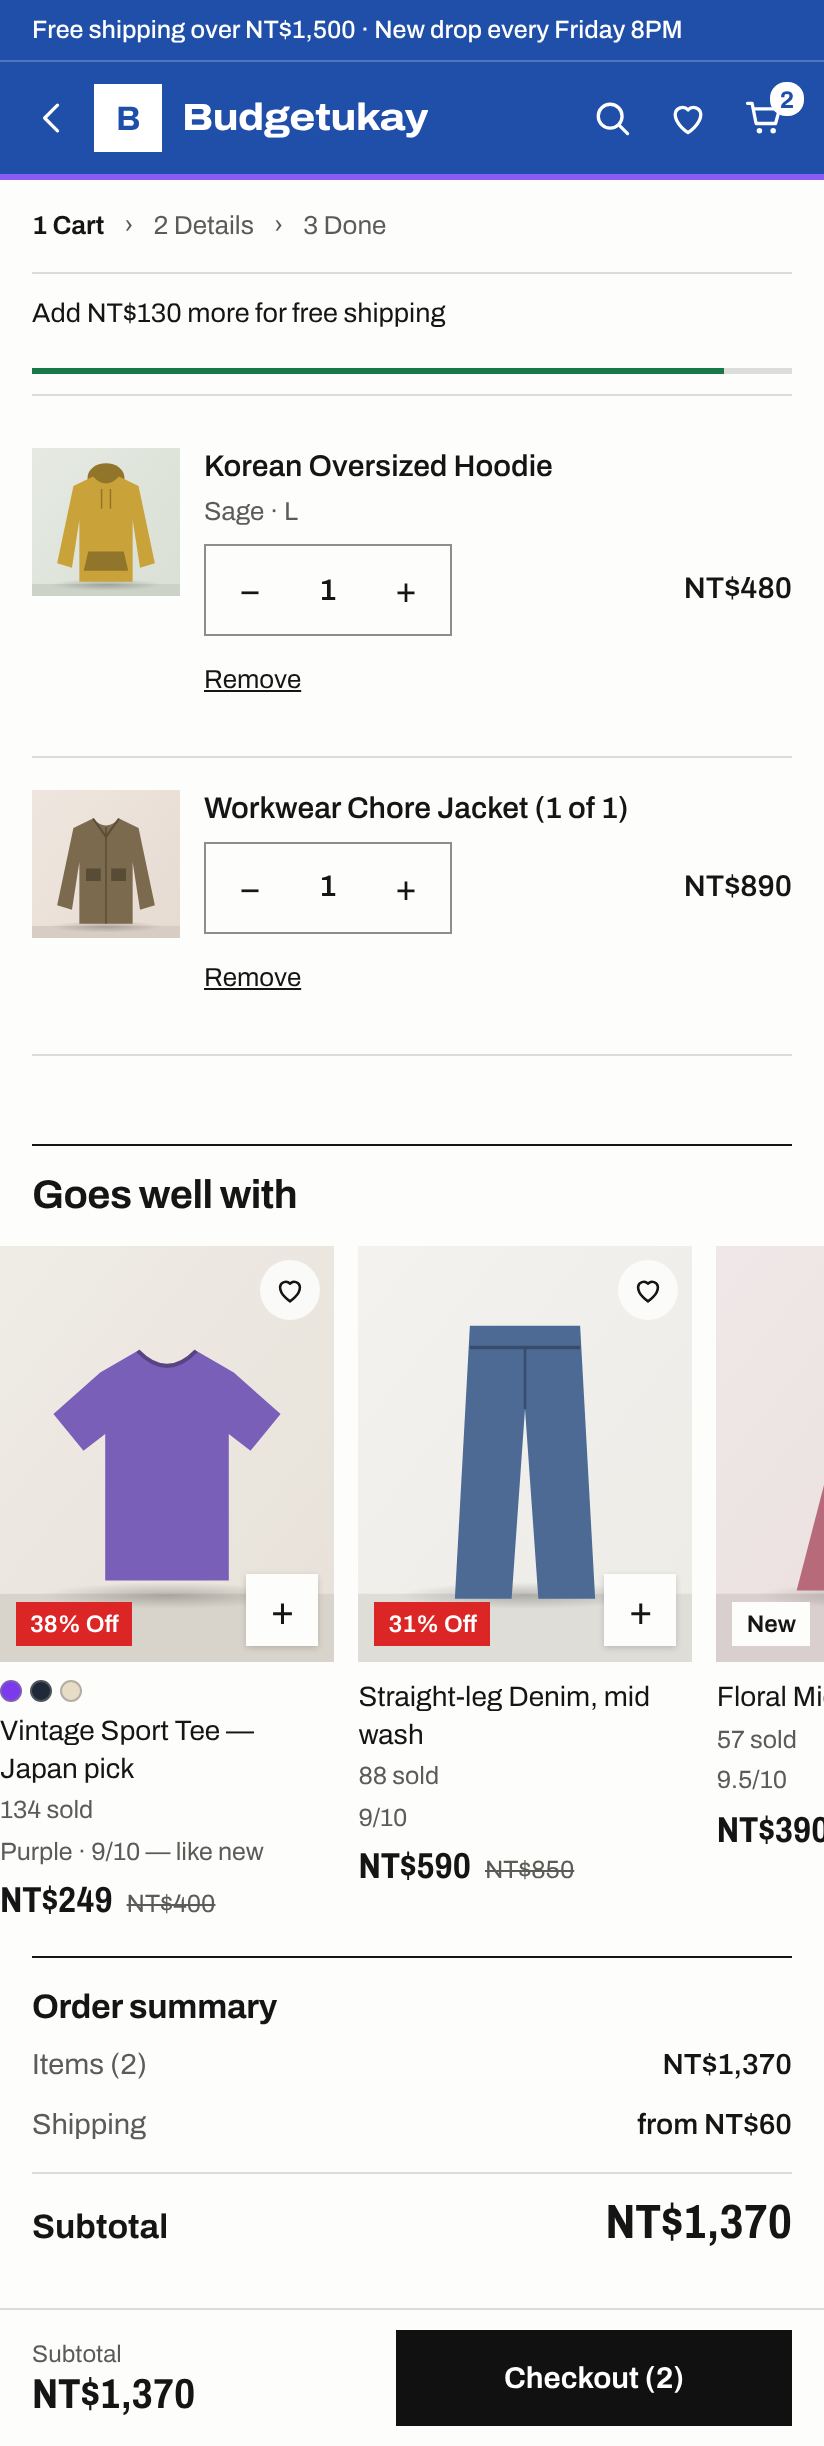 Free shipping over NT$1,500 · New drop every Friday 8PM
B Budgetukay 2
1 Cart › 2 Details › 3 Done
Add NT$130 more for free shipping
Korean Oversized Hoodie
Sage · L
− 1 + NT$480
Remove
Workwear Chore Jacket (1 of 1)
− 1 + NT$890
Remove
Goes well with
38% Off +
31% Off +
New
Vintage Sport Tee —
Japan pick
134 sold
Purple · 9/10 — like new
NT$249 NT$400
Straight-leg Denim, mid
wash
88 sold
9/10
NT$590 NT$850
Floral
57 sold
9.5/10
NT$390
Order summary
Items (2) NT$1,370
Shipping from NT$60
Subtotal NT$1,370
Subtotal
NT$1,370
Checkout (2)